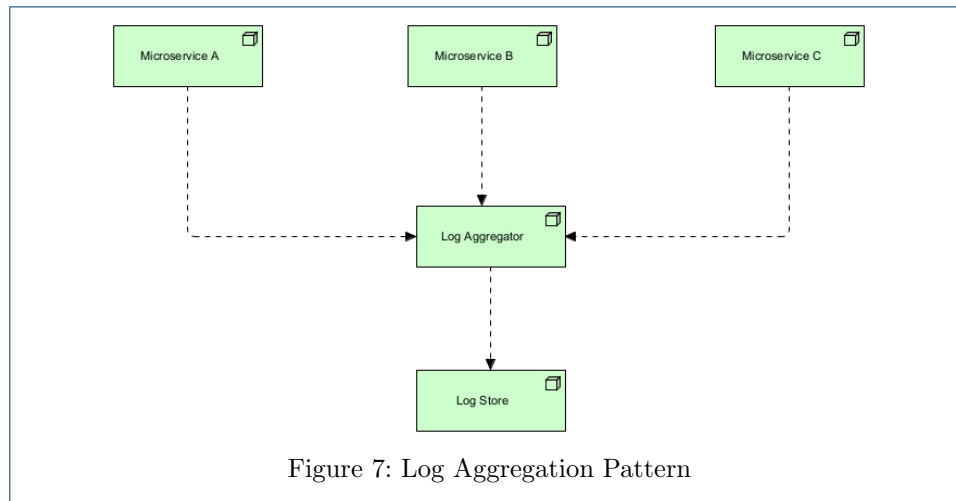 Microservice A
Microservice B
Microservice C
Log Aggregator
Log Store
Figure 7: Log Aggregation Pattern